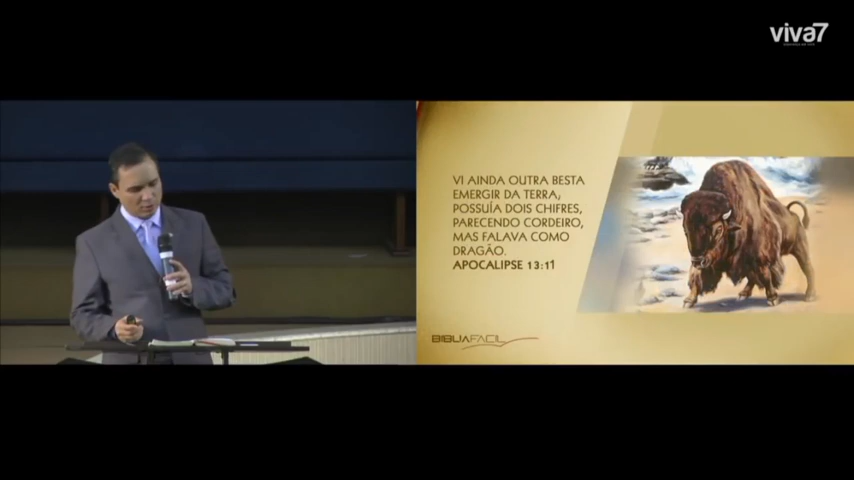 viva7
VI AINDA OUTRA BESTA
EMERGIR DA TERRA;
POSSUÍA DOIS CHIFRES,
PARECENDO CORDEIRO,
MAS FALAVA COMO
DRAGÃO.
APOCALIPSE 13:11
BIBLIAFACIL